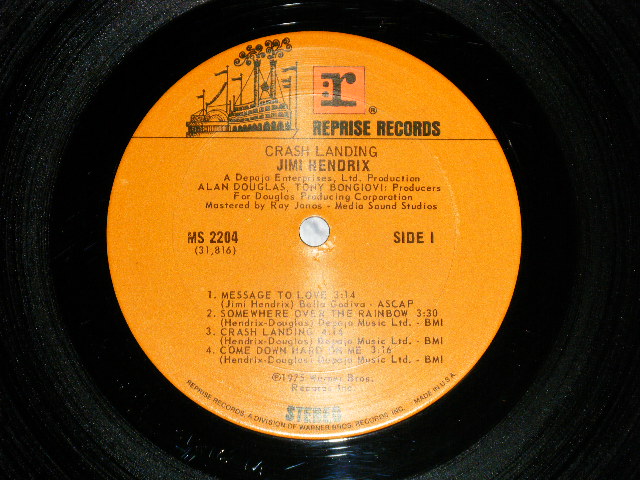 :r
®
REPRISE RECORDS
CRASH LANDING
JIMI HENDRIX
A Depaja Enterprises, Ltd. Production
ALAN DOUGLAS, TONY BONGIOVI: Producers
For Douglas Producing Corporation
Mastered by Ray Janos - Media Sound Studios
MS 2204 SIDE 1
(31,816)
1. MESSAGE TO LOVE 3:14
(Jimi Hendrix) Bella Godiva - ASCAP
2. SOMEWHERE OVER THE RAINBOW 3:30
(Hendrix-Douglas) Depaja Music Ltd. - BMI
3. CRASH LANDING
(Hendrix-Douglas) Depaja Music Ltd. - BMI
4. COME DOWN HARD ON ME 3:16
(Hendrix-Douglas) Depaja Music Ltd. - BMI
℗1975 Warner Bros.
Records Inc.
STEREO
REPRISE RECORDS, A DIVISION OF WARNER BROS. RECORDS, INC. MADE IN U.S.A.